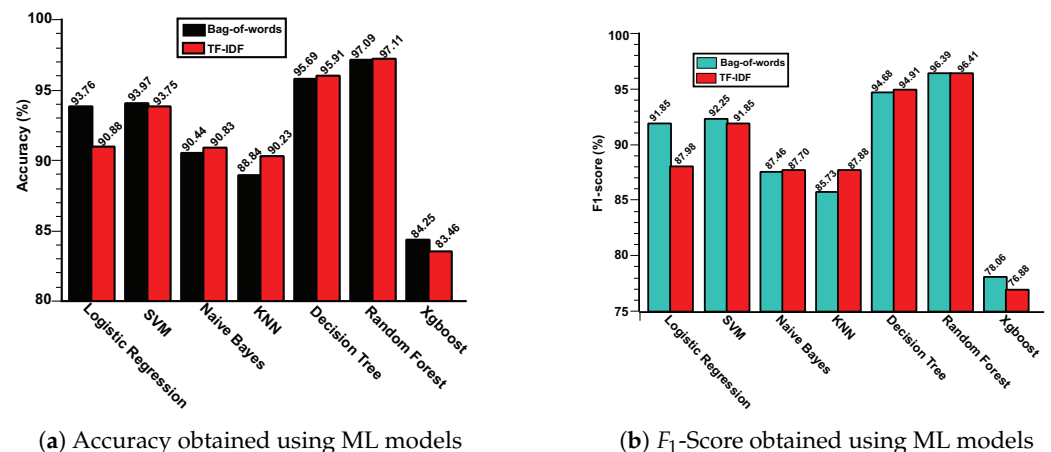 100
95
90
85
80
Accuracy (%)
Bag-of-words
TF-IDF
93.76
90.88
93.97
93.75
90.44
90.83
88.84
90.23
95.69
95.91
97.09
97.11
84.25
83.46
Logistic Regression
SVM
Naive Bayes
KNN
Decision Tree
Random Forest
Xgboost
(a) Accuracy obtained using ML models
100
95
90
85
80
75
F1-score (%)
Bag-of-words
TF-IDF
91.85
87.98
92.25
91.85
87.46
87.70
85.73
87.88
94.68
94.91
96.39
96.41
78.06
76.88
Logistic Regression
SVM
Naive Bayes
KNN
Decision Tree
Random Forest
Xgboost
(b) F1-Score obtained using ML models